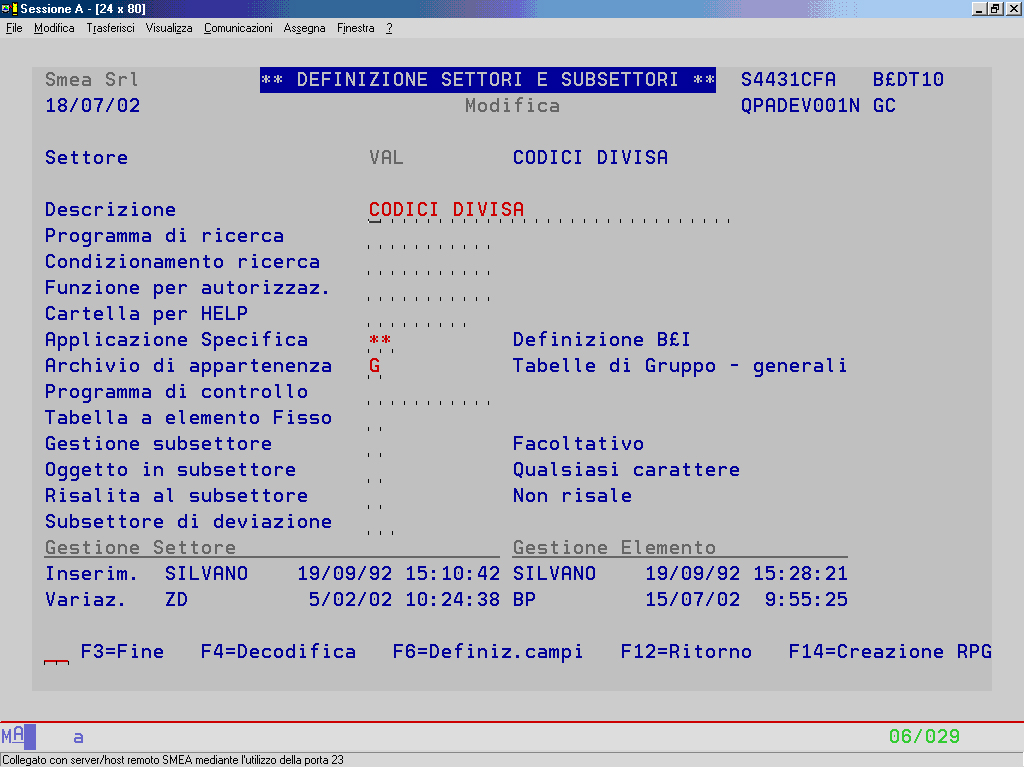 Sessione A - [24 x 80]
File Modifica Trasferisci Visualizza Comunicazioni Assegna Finestra ?
Smea Srl ** DEFINIZIONE SETTORI E SUBSETTORI ** S4431CFA B£DT10
18/07/02 Modifica QPADEV001N GC
Settore VAL CODICI DIVISA
Descrizione CODICI DIVISA
Programma di ricerca
Condizionamento ricerca
Funzione per autorizzaz.
Cartella per HELP
Applicazione Specifica ** Definizione B£I
Archivio di appartenenza G Tabelle di Gruppo - generali
Programma di controllo
Tabella a elemento Fisso
Gestione subsettore Facoltativo
Oggetto in subsettore Qualsiasi carattere
Risalita al subsettore Non risale
Subsettore di deviazione
Gestione Settore Gestione Elemento
Inserim. SILVANO 19/09/92 15:10:42 SILVANO 19/09/92 15:28:21
Variaz. ZD 5/02/02 10:24:38 BP 15/07/02 9:55:25
F3=Fine F4=Decodifica F6=Definiz.campi F12=Ritorno F14=Creazione RPG
MA a 06/029
Collegato con server/host remoto SMEA mediante l'utilizzo della porta 23